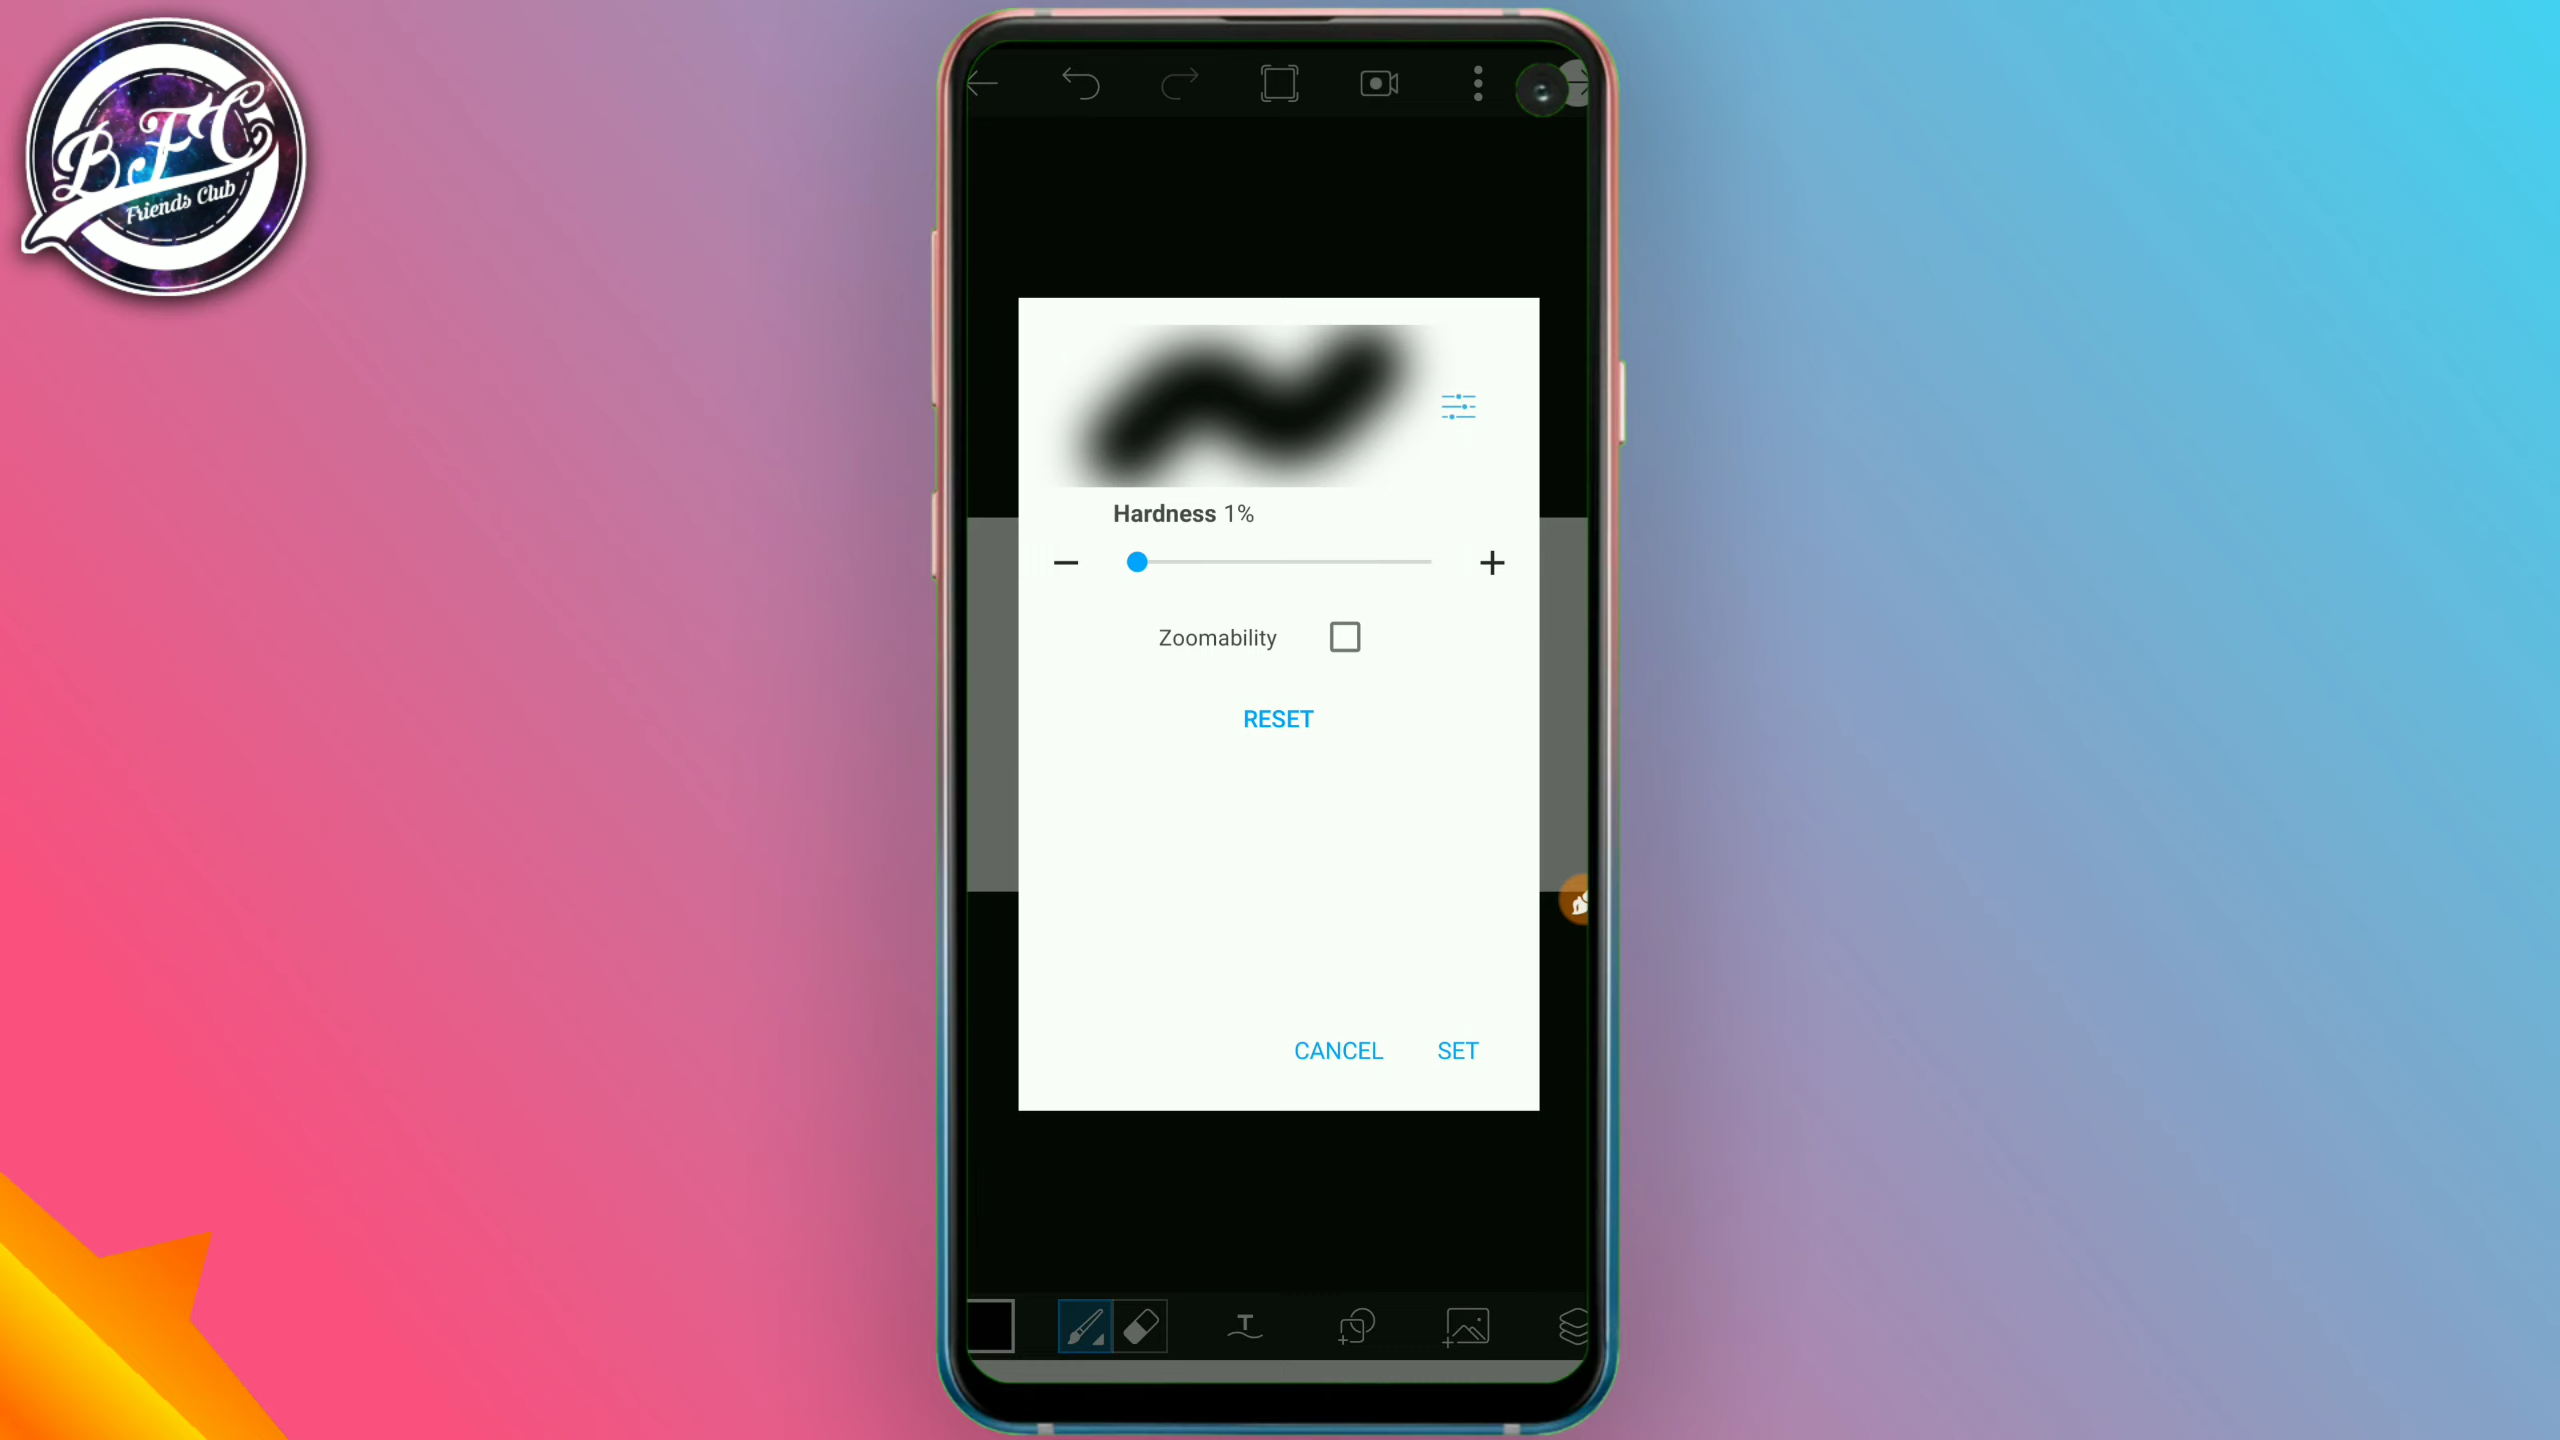 BFC
Friends Club
Hardness 1%
Zoomability
RESET
CANCEL SET
T